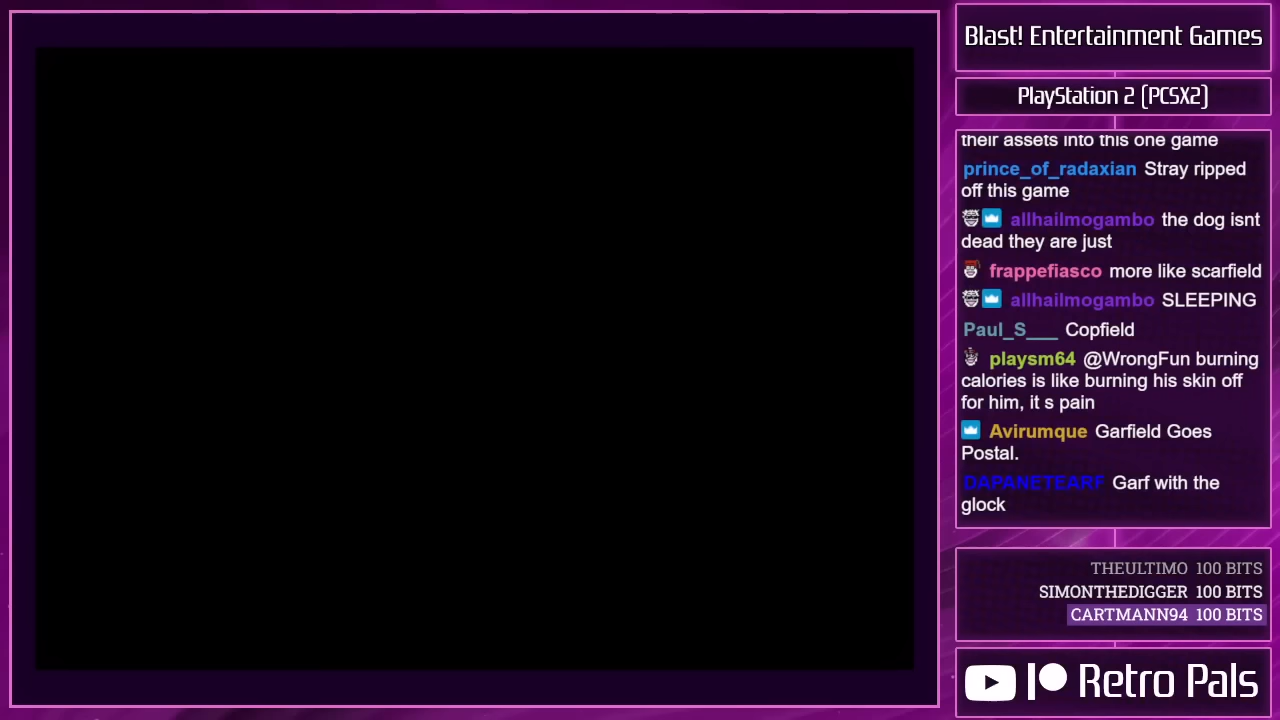 Blast! Entertainment Games
PlayStation 2 (PCSX2)
their assets into this one game
prince_of_radaxian Stray ripped
off this game
allhailmogambo the dog isnt
dead they are just
frappefiasco more like scarfield
allhailmogambo SLEEPING
Paul_S___ Copfield
playsm64 @WrongFun burning
calories is like burning his skin off
for him, it s pain
Avirumque Garfield Goes
Postal.
DAPANETEARF Garf with the
glock
THEULTIMO 100 BITS
SIMONTHEDIGGER 100 BITS
CARTMANN94 100 BITS
Retro Pals